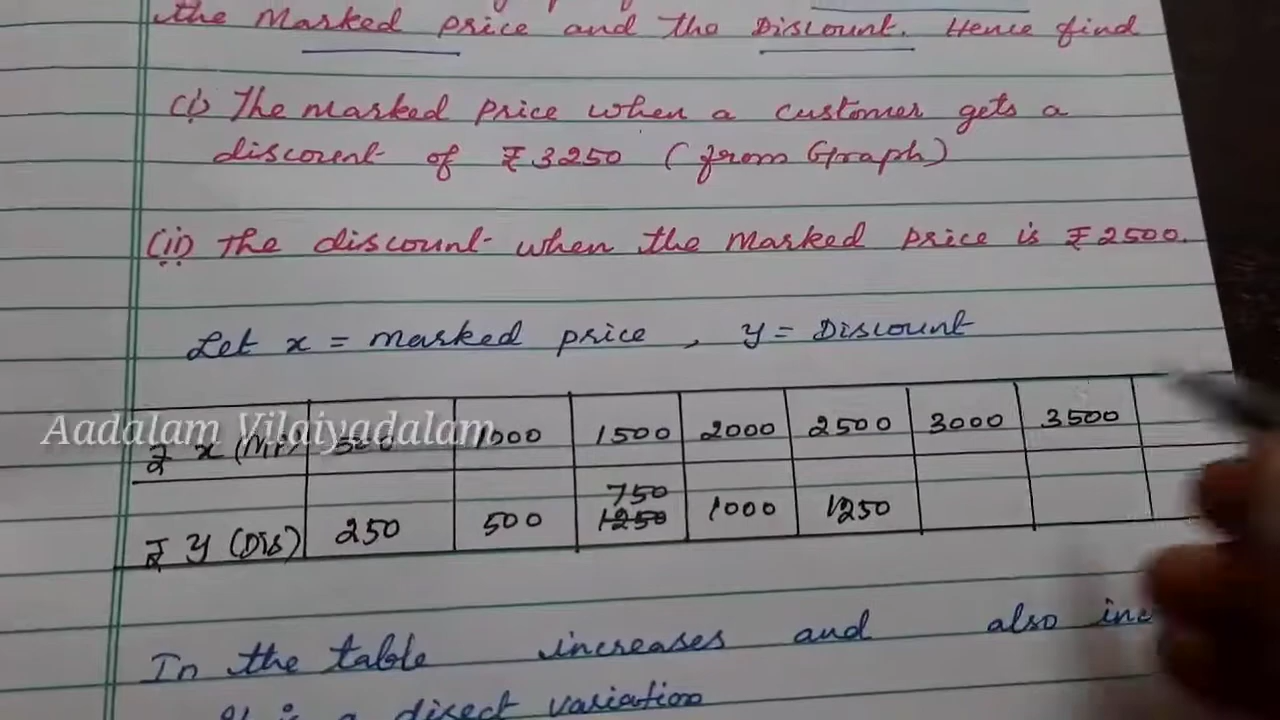 the Marked price and the Discount. Hence find
(i) The marked price when a customer gets a
discount of ₹3250 (from Graph)
(ii) The discount when the marked price is ₹2500.
Let x = marked price , y = Discount
Aadalam Vilaiyadalam
₹ x (MP) 500 1000 1500 2000 2500 3000 3500
750
₹ y (Dis) 250 500 1250 1000 1250
In the table increases and also inc
It is a direct variation